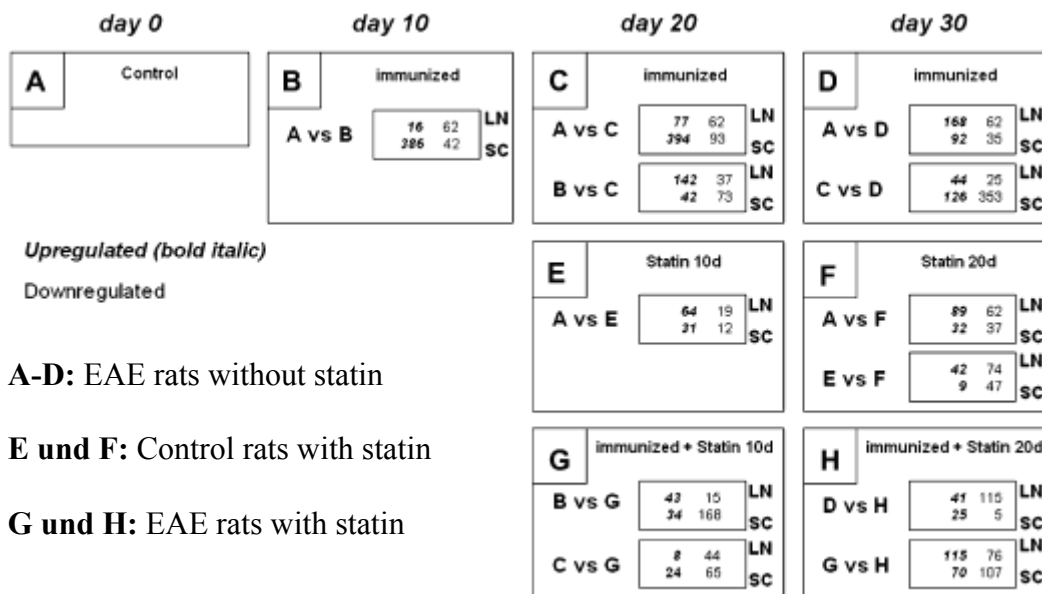 day 0 day 10 day 20 day 30
A Control
B immunized
A vs B 16 62 LN
386 42 SC
C immunized
A vs C 77 62 LN
394 93 SC
B vs C 142 37 LN
42 73 SC
D immunized
A vs D 168 62 LN
92 35 SC
C vs D 44 25 LN
126 353 SC
Upregulated (bold italic)
Downregulated
E Statin 10d
A vs E 64 19 LN
31 12 SC
F Statin 20d
A vs F 89 62 LN
32 37 SC
E vs F 42 74 LN
9 47 SC
A-D: EAE rats without statin
E und F: Control rats with statin
G und H: EAE rats with statin
G immunized + Statin 10d
B vs G 43 15 LN
34 168 SC
C vs G 8 44 LN
24 65 SC
H immunized + Statin 20d
D vs H 41 115 LN
25 5 SC
G vs H 115 76 LN
70 107 SC